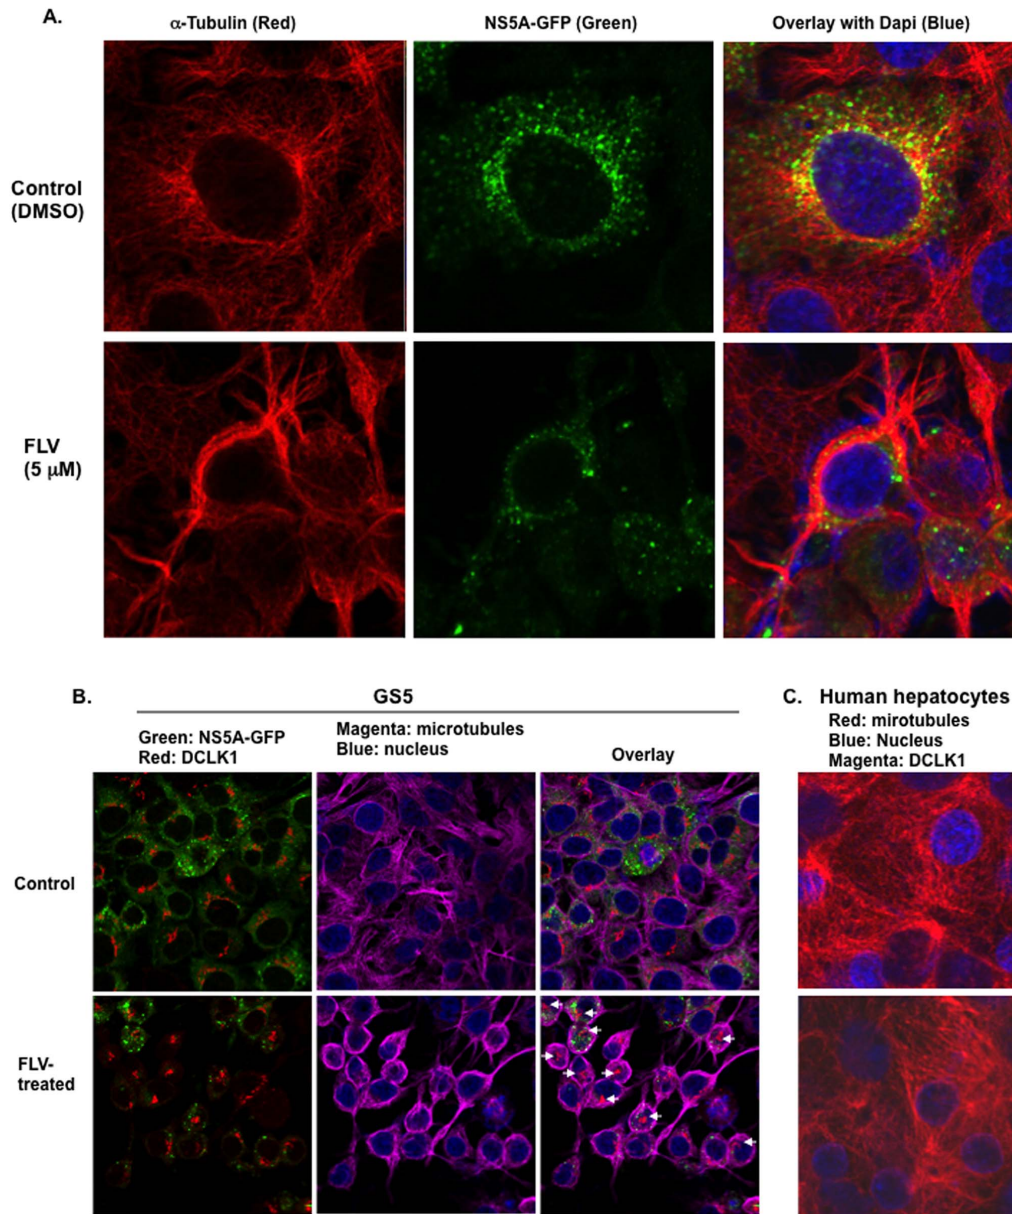 A.
α-Tubulin (Red)
NS5A-GFP (Green)
Overlay with Dapi (Blue)
Control
(DMSO)
FLV
(5 μM)
B.
GS5
Green: NS5A-GFP
Red: DCLK1
Magenta: microtubules
Blue: nucleus
Overlay
Control
FLV-
treated
C. Human hepatocytes
Red: mirotubules
Blue: Nucleus
Magenta: DCLK1